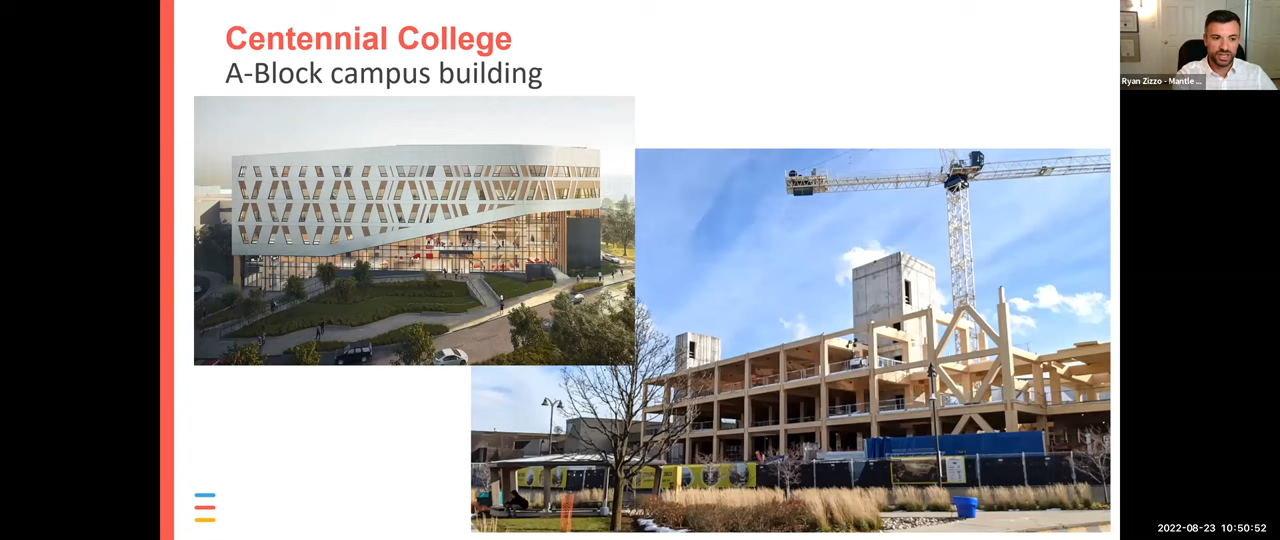 Centennial College
A-Block campus building
Ryan Zizzo - Mantle ...
2022-08-23 10:50:52